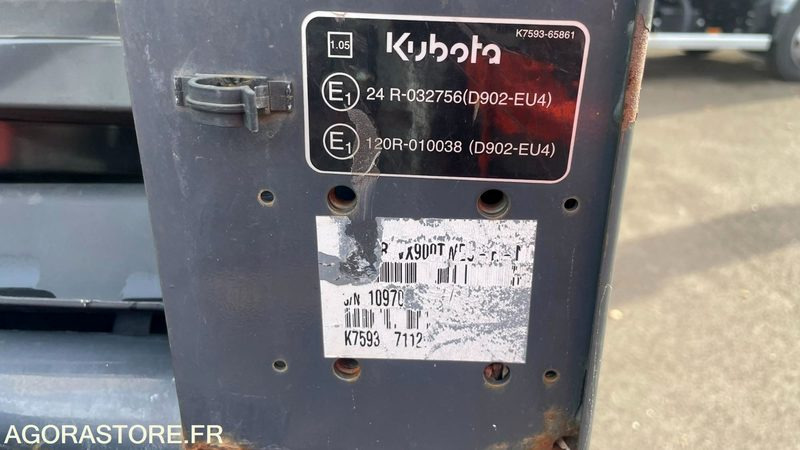 K7593-65861
1.05 Kubota
E1 24 R-032756(D902-EU4)
E1 120R-010038 (D902-EU4)
S/N 10970
K7593 7112
AGORASTORE.FR